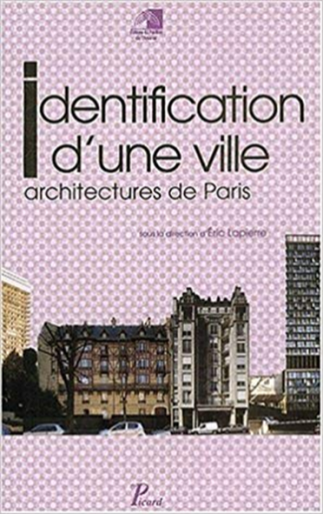 Identification
d'une ville
architectures de Paris
sous la direction d'Éric Lapierre
Picard